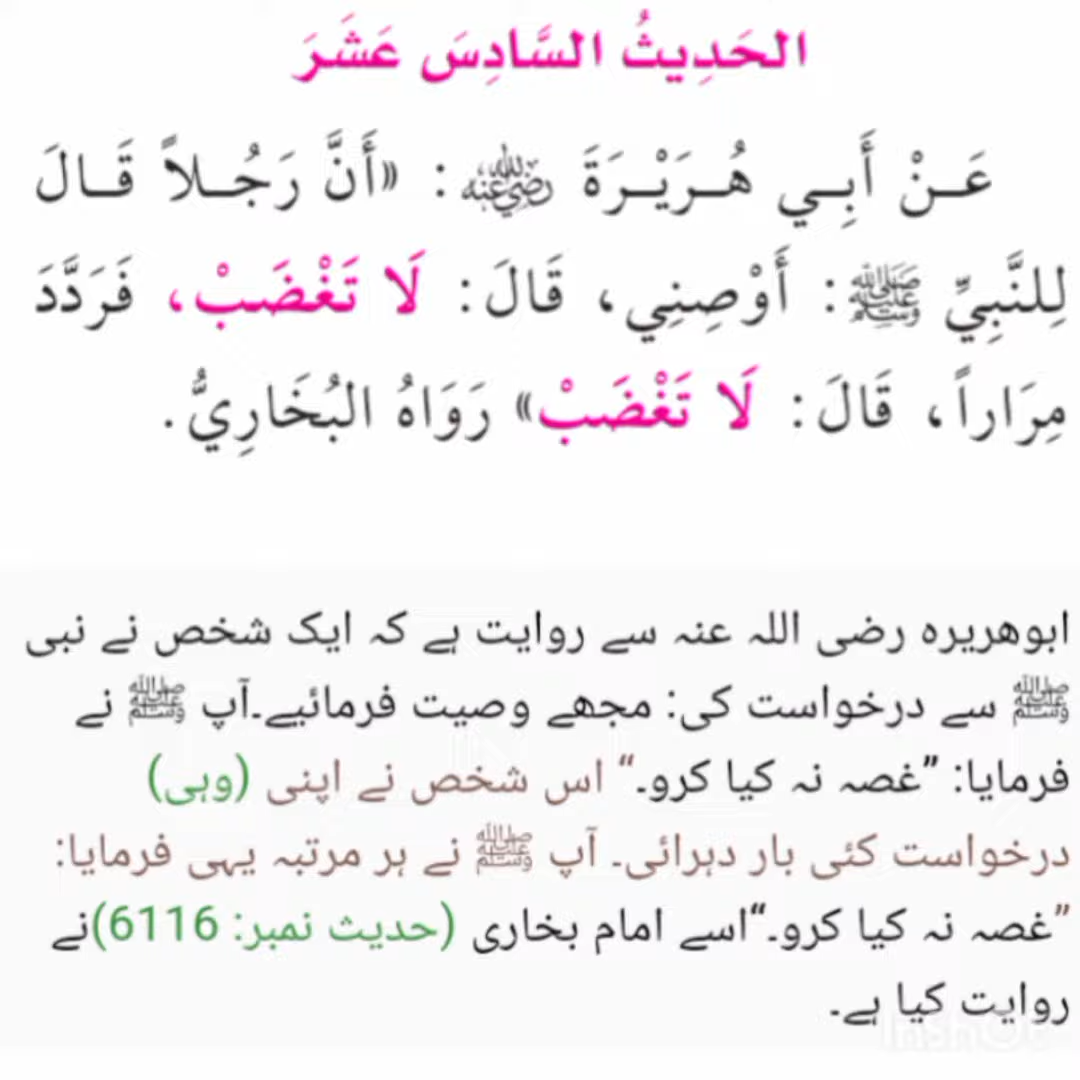 الحَدِيثُ السَّادِسَ عَشَرَ
عَـنْ أَبِـي هُـرَيْـرَةَ رضي الله عنه : «أَنَّ رَجُـلاً قَـالَ
لِلنَّبِيِّ ﷺ : أَوْصِنِي، قَالَ: لَا تَغْضَبْ، فَرَدَّدَ
مِرَاراً، قَالَ: لَا تَغْضَبْ» رَوَاهُ البُخَارِيُّ.
ابوھریرہ رضی اللہ عنہ سے روایت ہے کہ ایک شخص نے نبی
ﷺ سے درخواست کی: مجھے وصیت فرمائیے۔آپ ﷺ نے
فرمایا: ”غصہ نہ کیا کرو۔“ اس شخص نے اپنی (وہی)
درخواست کئی بار دہرائی۔ آپ ﷺ نے ہر مرتبہ یہی فرمایا:
”غصہ نہ کیا کرو۔“اسے امام بخاری (حدیث نمبر: 6116)نے
روایت کیا ہے۔
InShOt